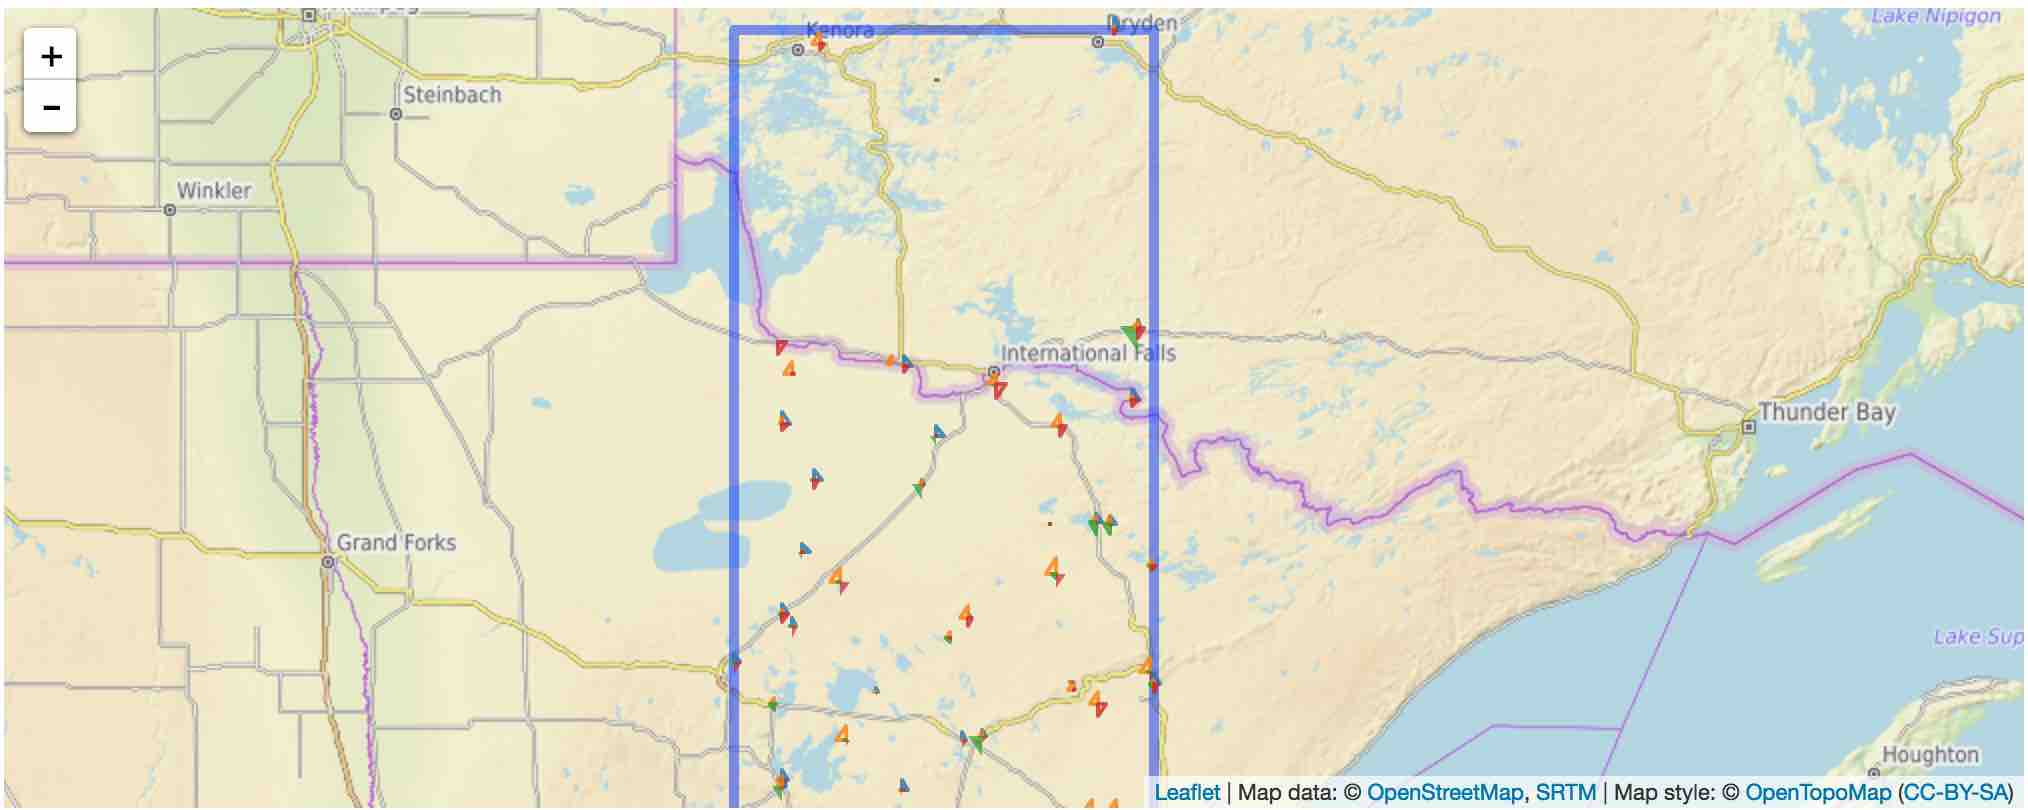 +
−
Kenora
Dryden
Lake Nipigon
Steinbach
Winkler
International Falls
Thunder Bay
Grand Forks
Lake Sup
Houghton
Leaflet | Map data: © OpenStreetMap, SRTM | Map style: © OpenTopoMap (CC-BY-SA)